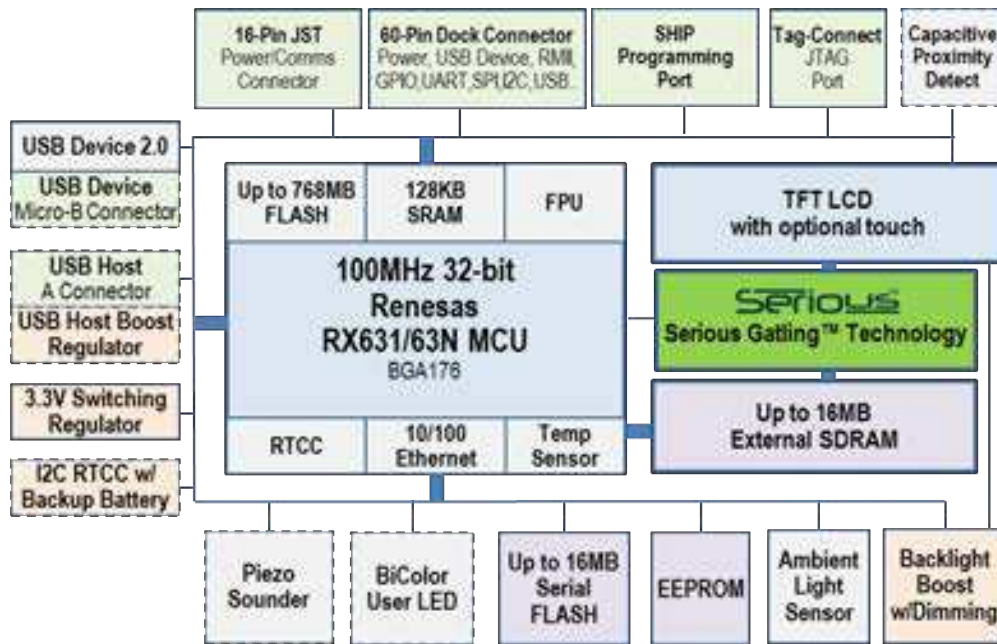 16-Pin JST
Power/Comms
Connector
60-Pin Dock Connector
Power, USB Device, RMII,
GPIO,UART,SPI,I2C,USB...
SHIP
Programming
Port
Tag-Connect
JTAG
Port
Capacitive
Proximity
Detect
USB Device 2.0
USB Device
Micro-B Connector
USB Host
A Connector
USB Host Boost
Regulator
3.3V Switching
Regulator
I2C RTCC w/
Backup Battery
Up to 768MB
FLASH
128KB
SRAM
FPU
100MHz 32-bit
Renesas
RX631/63N MCU
BGA176
RTCC
10/100
Ethernet
Temp
Sensor
TFT LCD
with optional touch
Serious
Serious Gatling™ Technology
Up to 16MB
External SDRAM
Piezo
Sounder
BiColor
User LED
Up to 16MB
Serial
FLASH
EEPROM
Ambient
Light
Sensor
Backlight
Boost
w/Dimming